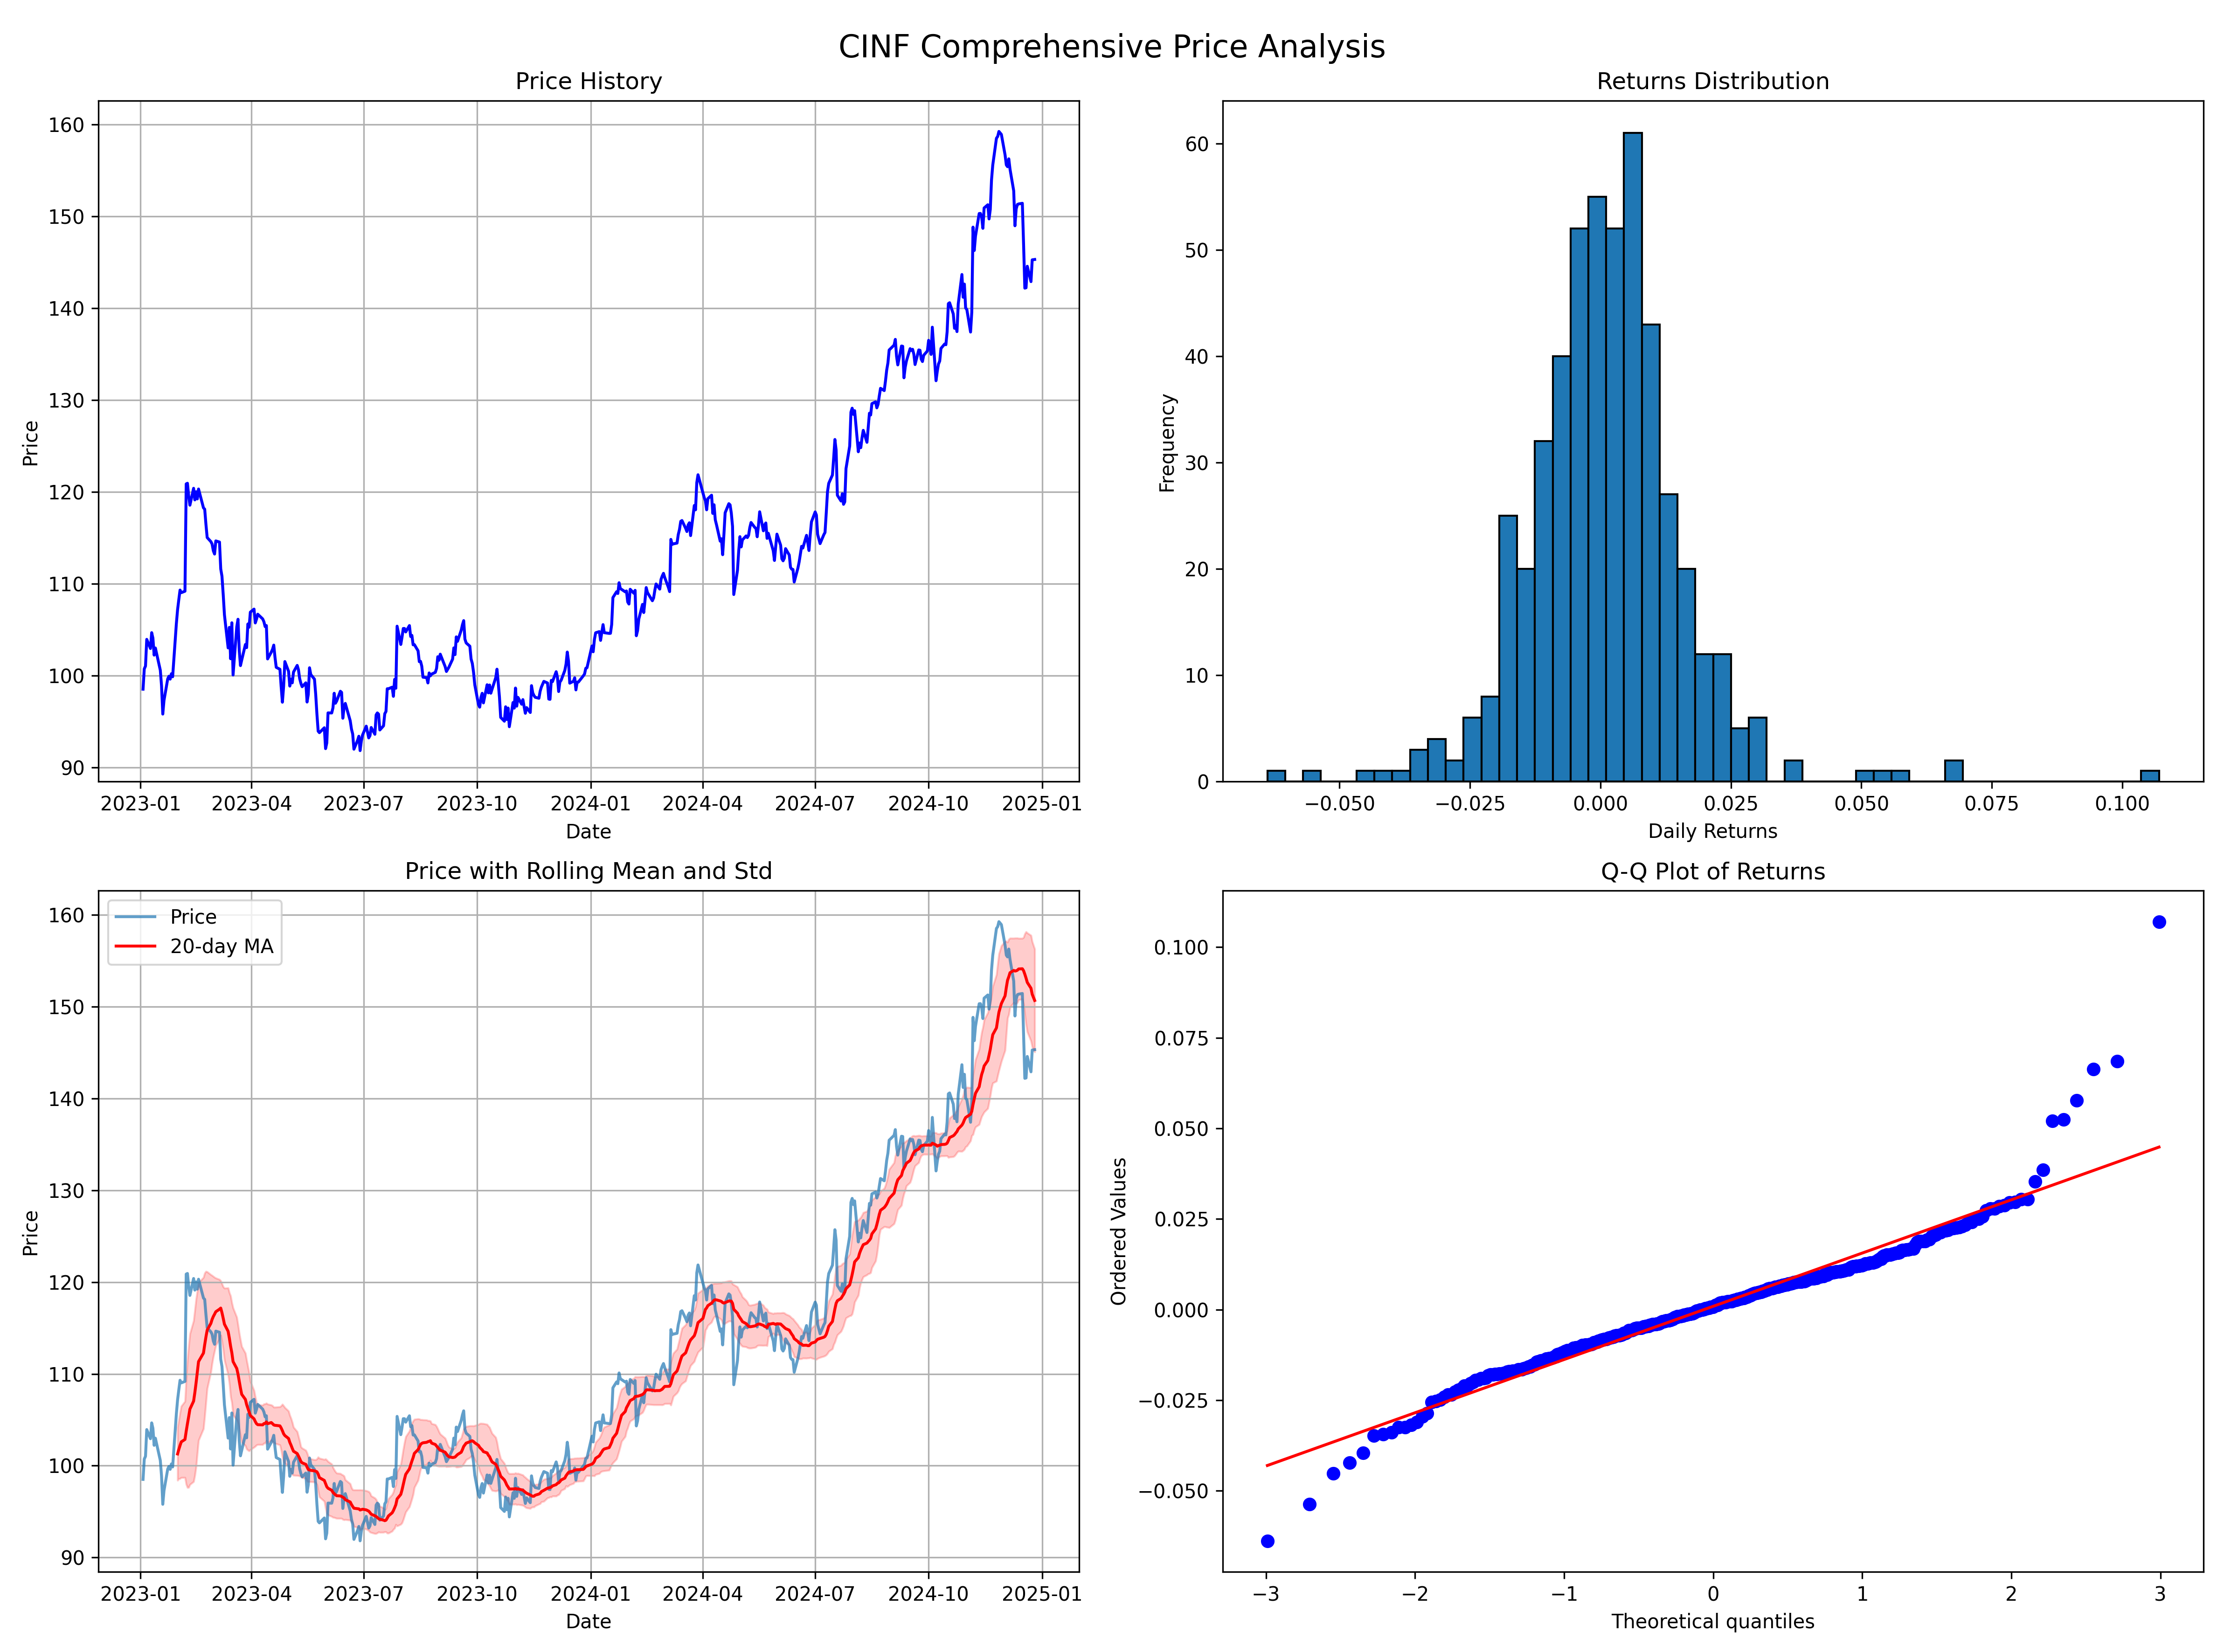 CINF Comprehensive Price Analysis
Price History
160
150
140
130
120
110
100
90
Price
2023-01 2023-04 2023-07 2023-10 2024-01 2024-04 2024-07 2024-10 2025-01
Date
Returns Distribution
60
50
40
30
20
10
0
Frequency
−0.050 −0.025 0.000 0.025 0.050 0.075 0.100
Daily Returns
Price with Rolling Mean and Std
Price
20-day MA
160
150
140
130
120
110
100
90
Price
2023-01 2023-04 2023-07 2023-10 2024-01 2024-04 2024-07 2024-10 2025-01
Date
Q-Q Plot of Returns
0.100
0.075
0.050
0.025
0.000
−0.025
−0.050
Ordered Values
−3 −2 −1 0 1 2 3
Theoretical quantiles